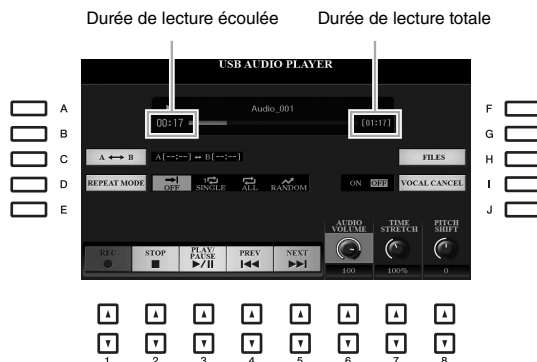 Durée de lecture écoulée Durée de lecture totale
USB AUDIO PLAYER
Audio_001
00:17 [01:17]
A F
B G
C A ↔ B A[--:--] ↔ B[--:--] FILES H
D REPEAT MODE OFF 1 SINGLE ALL RANDOM ON OFF VOCAL CANCEL I
E J
AUDIO VOLUME TIME STRETCH PITCH SHIFT
REC STOP PLAY/PAUSE PREV NEXT
100 100% 0
1 2 3 4 5 6 7 8